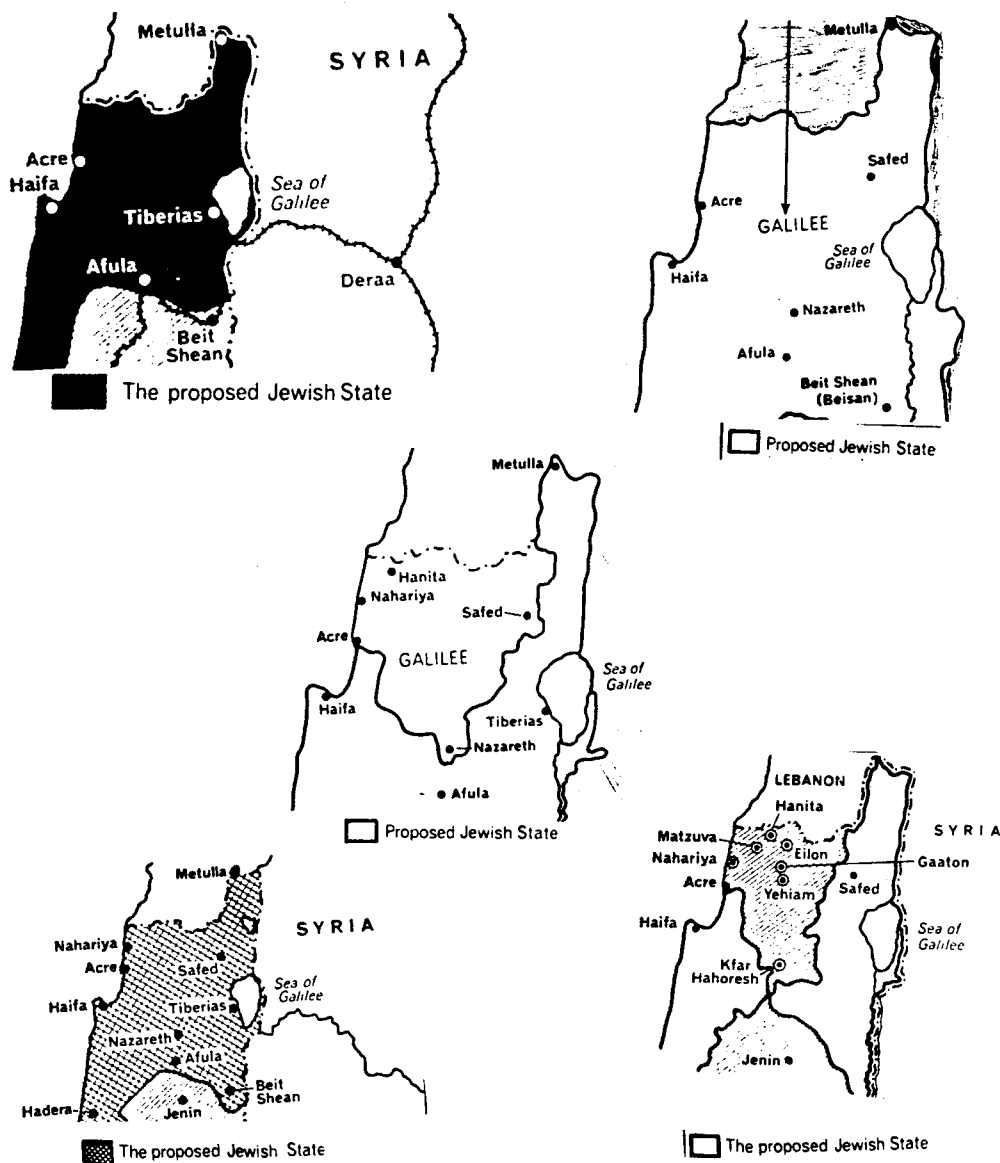 Metulla
SYRIA
Acre
Haifa
Sea of
Galilee
Tiberias
Afula
Deraa
Beit
Shean
The proposed Jewish State
Metulla
Safed
Acre
GALILEE
Sea of
Galilee
Haifa
Nazareth
Afula
Beit Shean
(Beisan)
Proposed Jewish State
Metulla
Hanita
Nahariya
Safed
Acre
GALILEE
Sea of
Galilee
Haifa
Tiberias
Nazareth
Afula
Proposed Jewish State
Metulla
SYRIA
Nahariya
Safed
Acre
Sea of
Galilee
Haifa
Tiberias
Nazareth
Afula
Beit
Shean
Hadera
Jenin
The proposed Jewish State
LEBANON
Hanita
SYRIA
Matzuva
Eilon
Nahariya
Gaaton
Acre
Yehiam
Safed
Haifa
Sea of
Galilee
Kfar
Hahoresh
Jenin
The proposed Jewish State